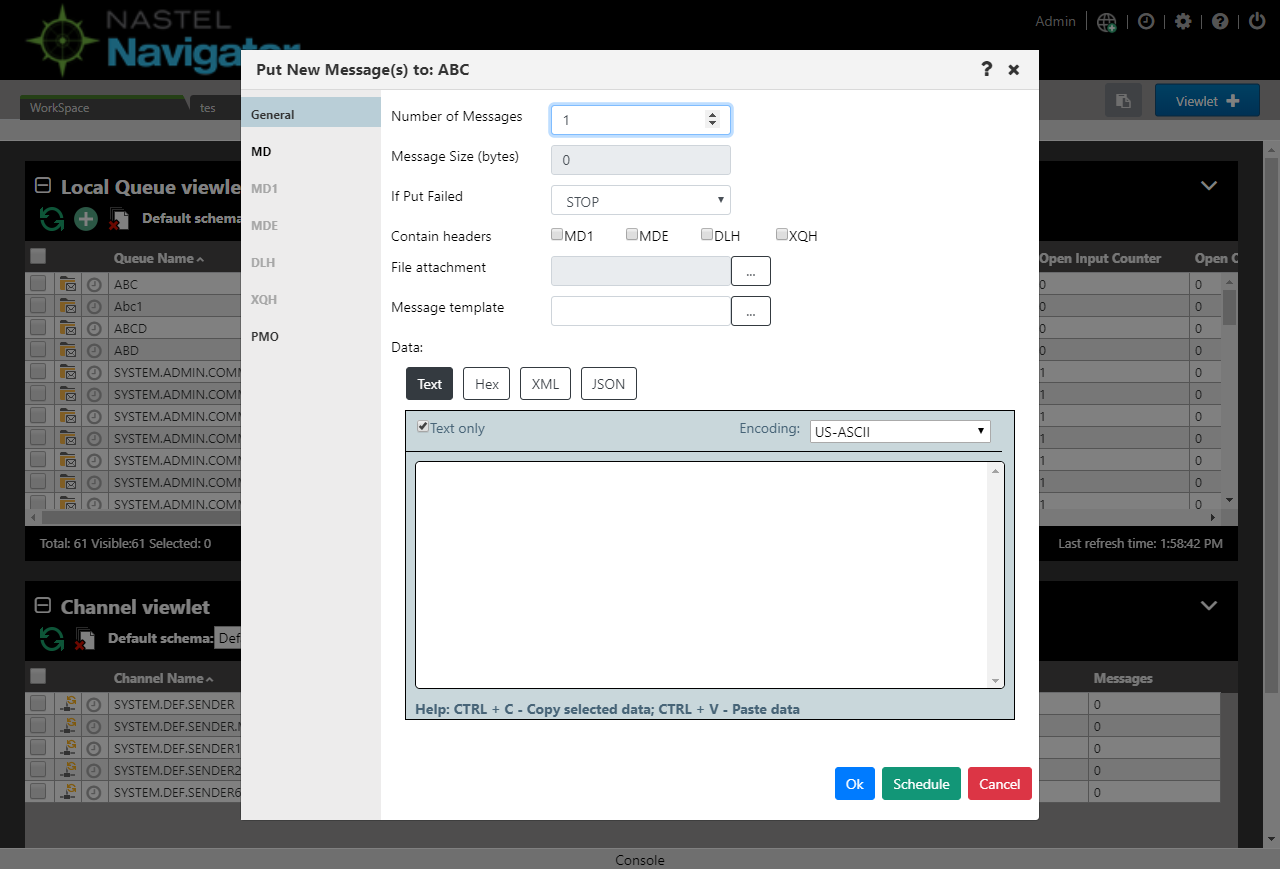 NASTEL
Navigator
Admin
WorkSpace
tes
Viewlet
Put New Message(s) to: ABC
?
General
MD
MD1
MDE
DLH
XQH
PMO
Number of Messages
1
Message Size (bytes)
0
If Put Failed
STOP
Contain headers
MD1 MDE DLH XQH
File attachment
...
Message template
...
Data:
Text Hex XML JSON
Text only
Encoding: US-ASCII
Help: CTRL + C - Copy selected data; CTRL + V - Paste data
Ok Schedule Cancel
Local Queue viewle
Default schema
Queue Name Open Input Counter Open C
ABC 0 0
Abc1 0 0
ABCD 0 0
ABD 0 0
SYSTEM.ADMIN.COMM 1 0
SYSTEM.ADMIN.COMM 1 0
SYSTEM.ADMIN.COMM 1 0
SYSTEM.ADMIN.COMM 1 0
SYSTEM.ADMIN.COMM 1 0
SYSTEM.ADMIN.COMM 1 0
SYSTEM.ADMIN.COMM 1 0
Total: 61 Visible:61 Selected: 0
Last refresh time: 1:58:42 PM
Channel viewlet
Default schema: Def
Channel Name Messages
SYSTEM.DEF.SENDER 0
SYSTEM.DEF.SENDER. 0
SYSTEM.DEF.SENDER1 0
SYSTEM.DEF.SENDER2 0
SYSTEM.DEF.SENDER6 0
Console